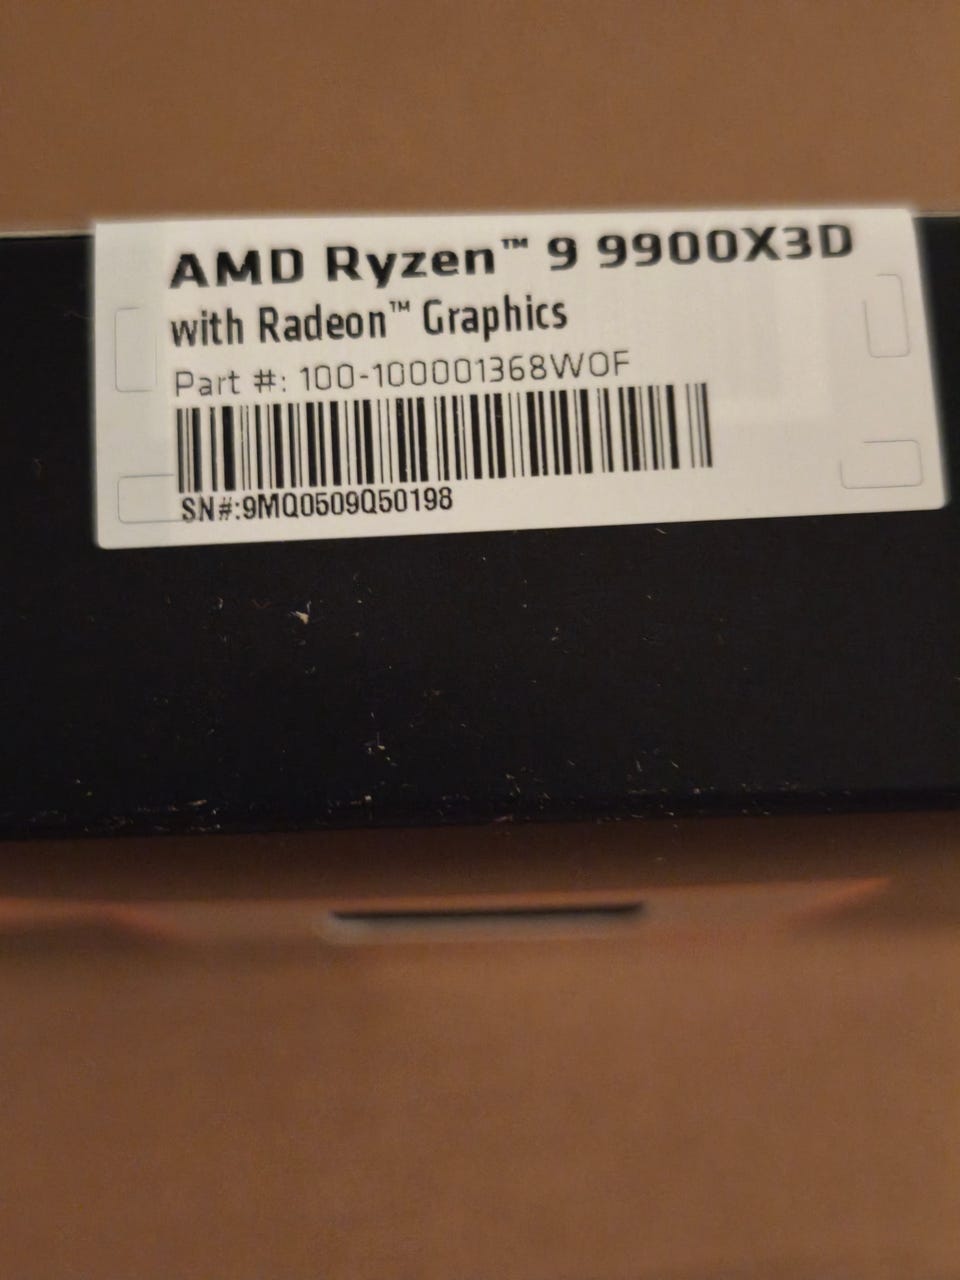 AMD Ryzen™ 9 9900X3D
with Radeon™ Graphics
Part #: 100-100001368WOF
SN#:9MQ0509Q50198